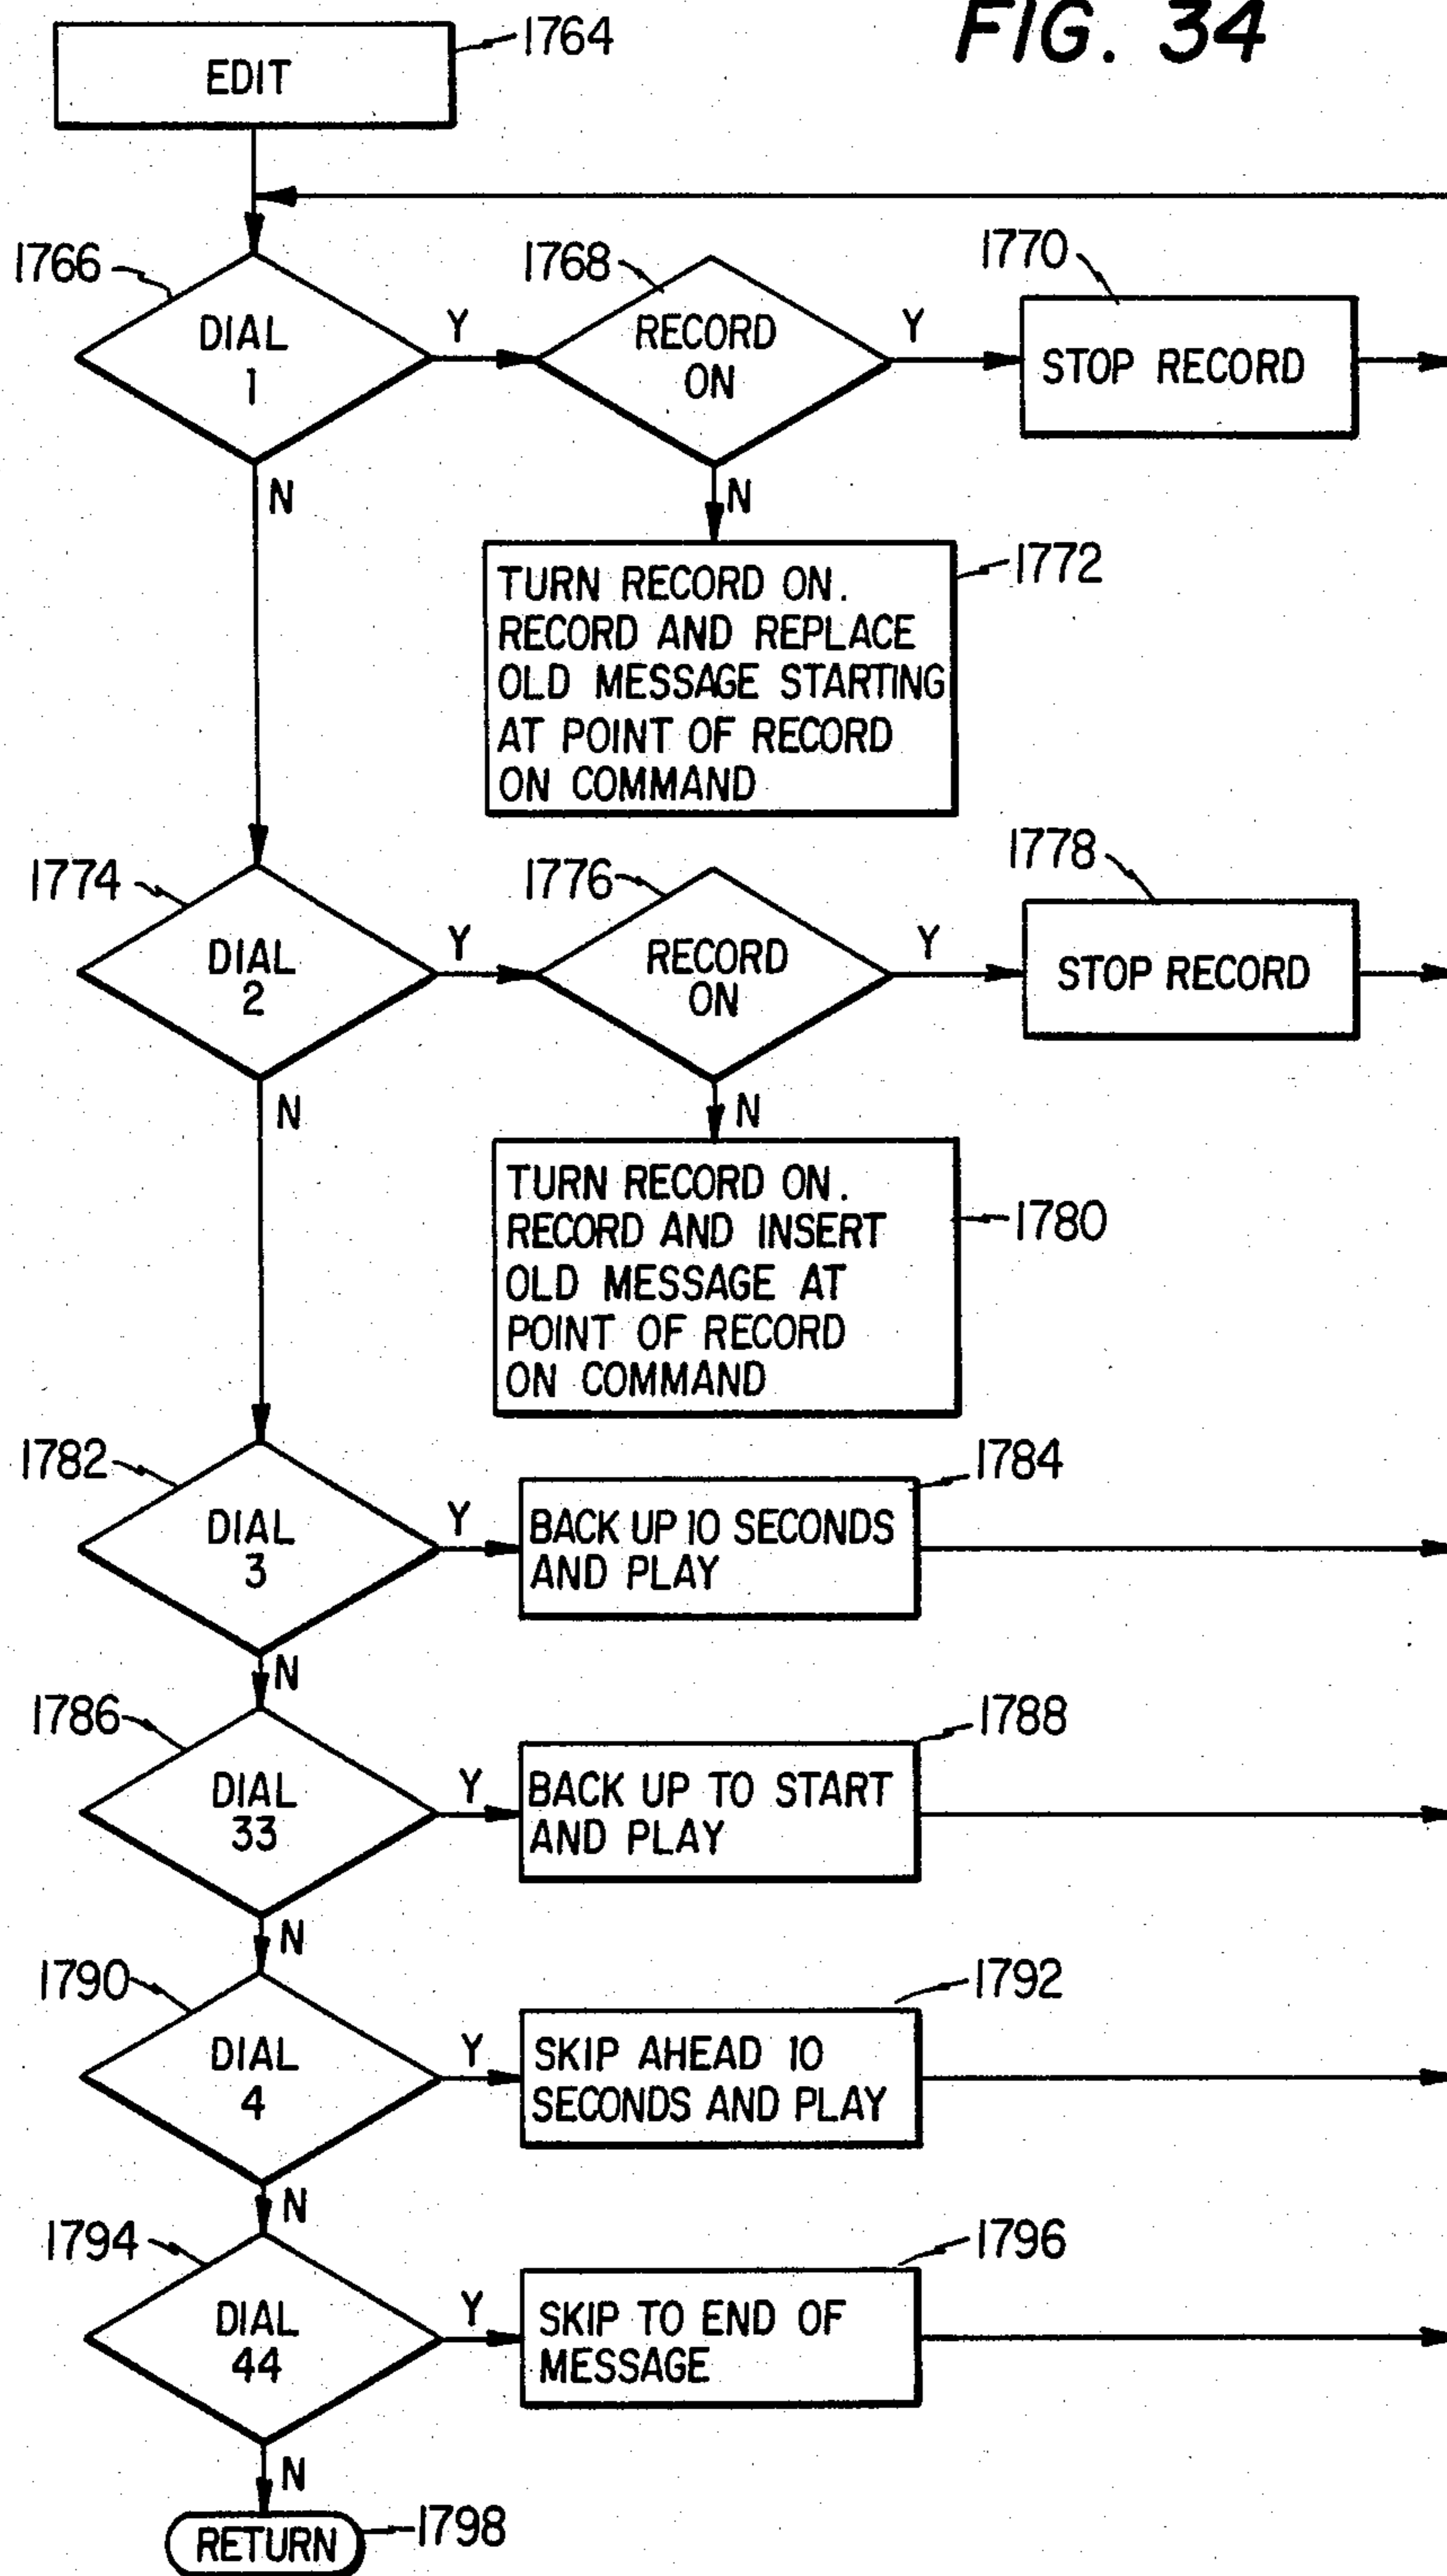 FIG. 34
1764
EDIT
1766
1768
1770
DIAL
1
Y
RECORD
ON
Y
STOP RECORD
N
N
1772
TURN RECORD ON.
RECORD AND REPLACE
OLD MESSAGE STARTING
AT POINT OF RECORD
ON COMMAND
1774
1776
1778
DIAL
2
Y
RECORD
ON
Y
STOP RECORD
N
N
TURN RECORD ON.
RECORD AND INSERT
OLD MESSAGE AT
POINT OF RECORD
ON COMMAND
1780
1782
1784
DIAL
3
Y
BACK UP 10 SECONDS
AND PLAY
N
1786
1788
DIAL
33
Y
BACK UP TO START
AND PLAY
N
1790
1792
DIAL
4
Y
SKIP AHEAD 10
SECONDS AND PLAY
N
1794
1796
DIAL
44
Y
SKIP TO END OF
MESSAGE
N
RETURN
1798